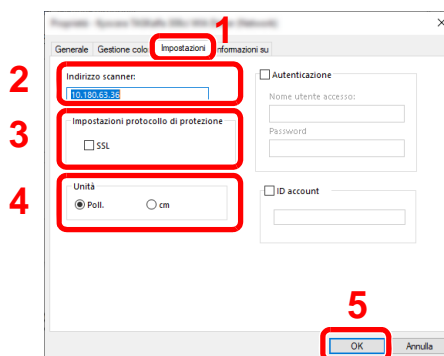 1
Generale Gestione colo Impostazioni nformazioni su
2
Indirizzo scanner:
10.180.63.36
Autenticazione
Nome utente accesso:
Password
3
Impostazioni protocollo di protezione
SSL
4
Unità
Poll. cm
ID account
5
OK Annulla